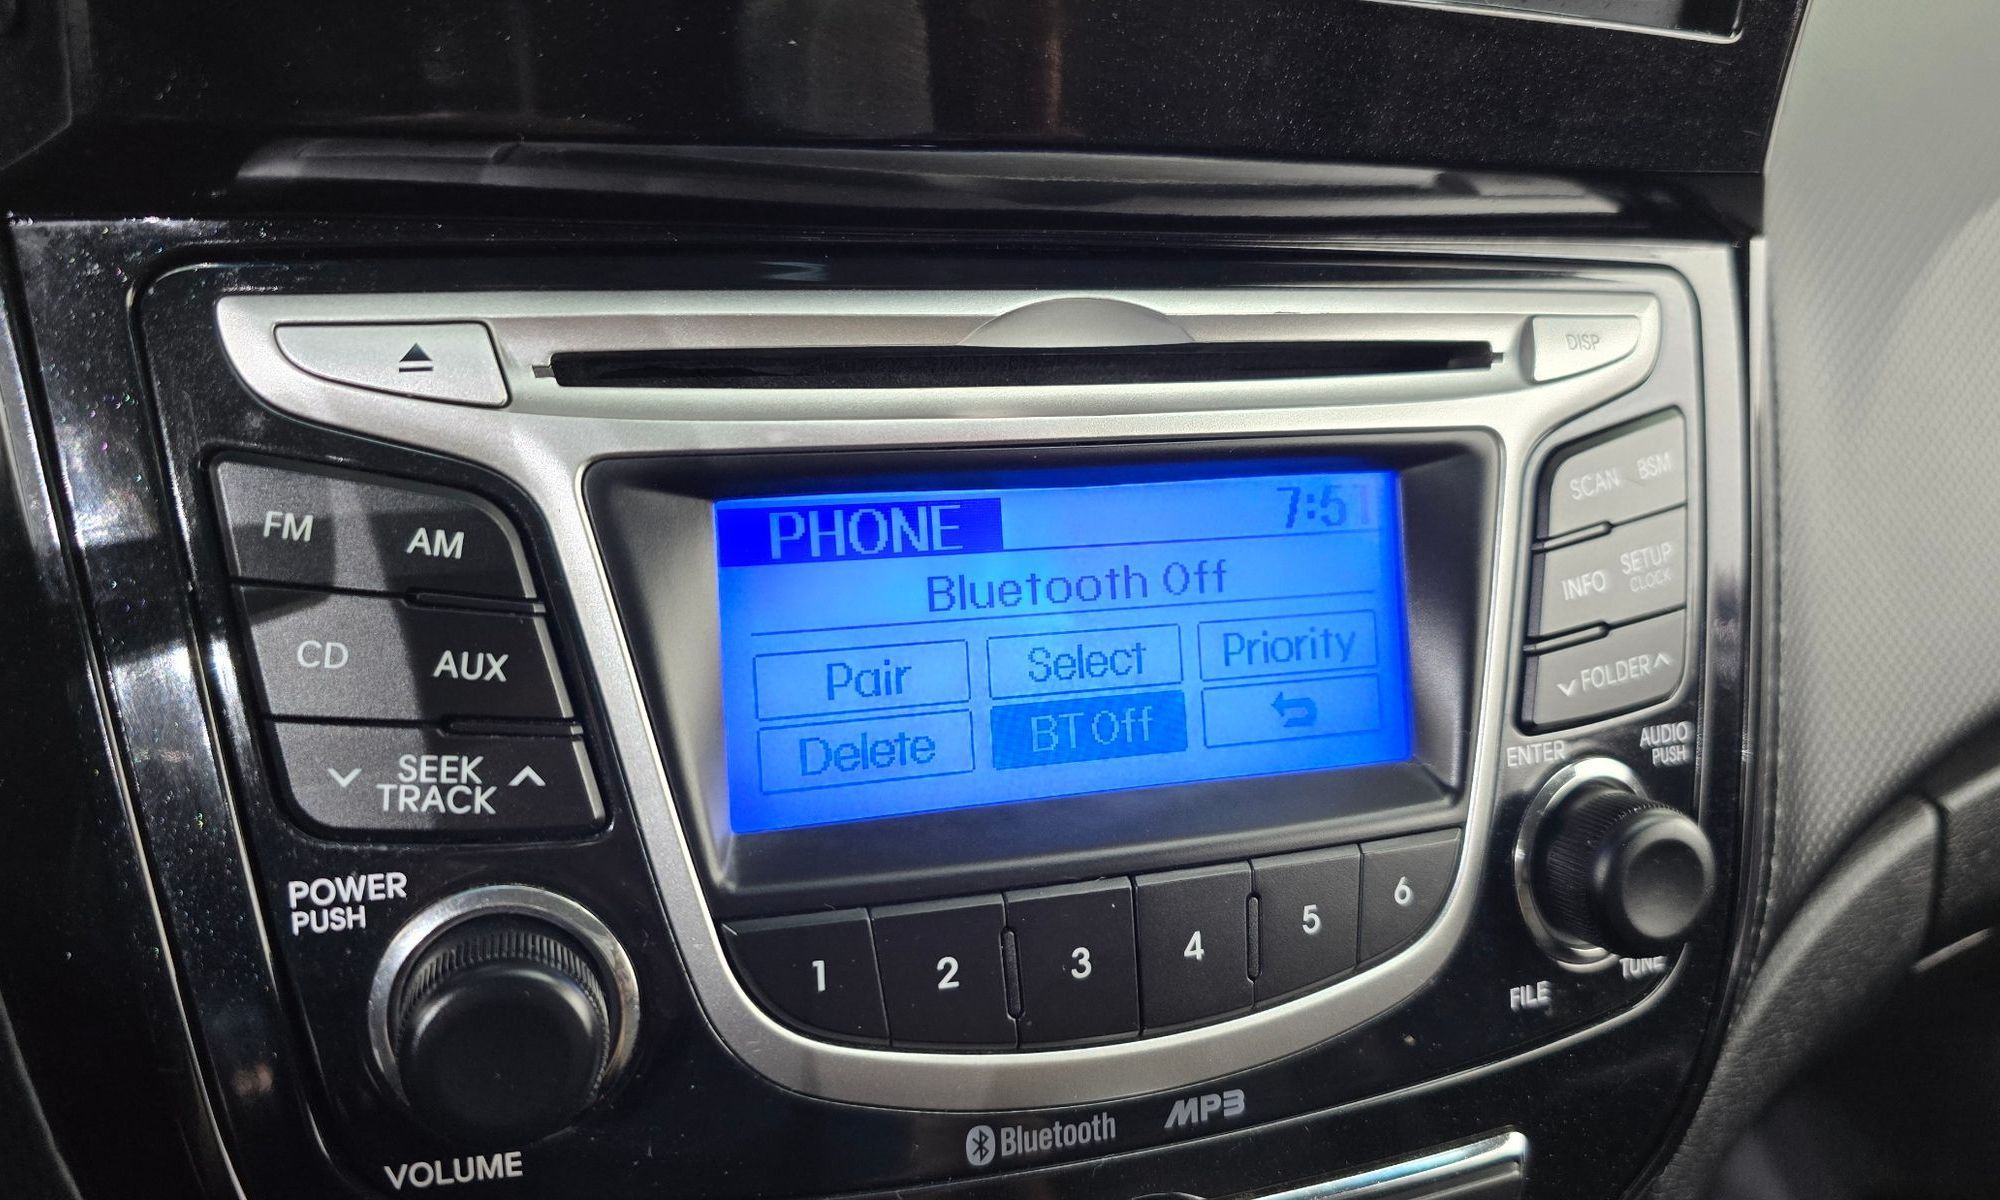 DISP
PHONE 7:51
Bluetooth Off
Pair Select Priority
Delete BT Off
FM AM
CD AUX
SEEK
TRACK
SCAN BSM
INFO SETUP
CLOCK
FOLDER
POWER
PUSH
VOLUME
1 2 3 4 5 6
ENTER AUDIO
PUSH
FILE TUNE
Bluetooth MP3